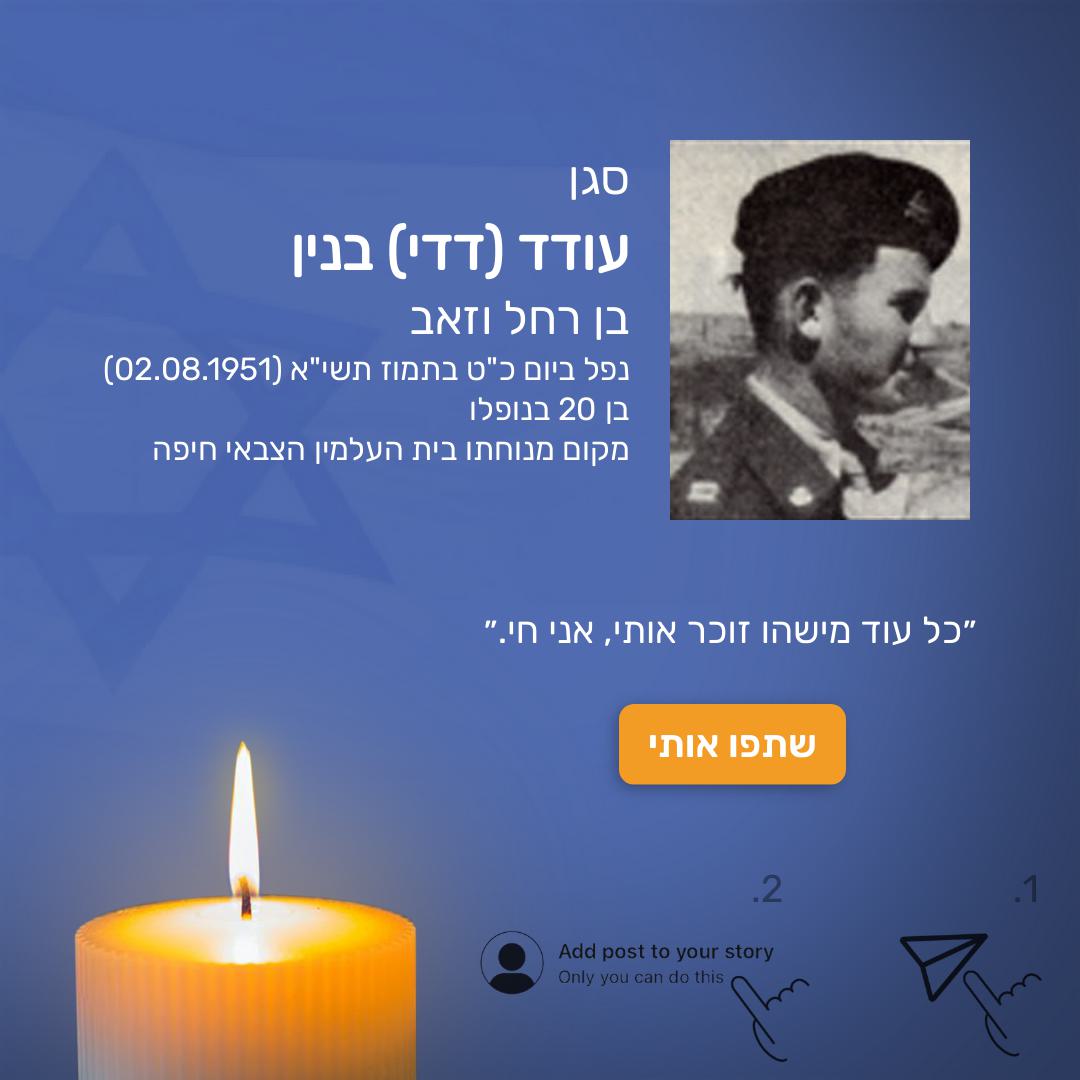 סגן
עודד (דדי) בנין
בן רחל וזאב
נפל ביום כ"ט בתמוז תשי"א (02.08.1951)
בן 20 בנופלו
מקום מנוחתו בית העלמין הצבאי חיפה
״כל עוד מישהו זוכר אותי, אני חי.״
שתפו אותי
1.
2.
Add post to your story
Only you can do this